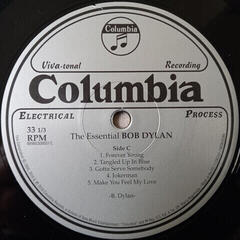 COLUMBIA
Viva-tonal Recording
Columbia
ELECTRICAL PROCESS
33 1/3
RPM
The Essential BOB DYLAN
Side C
1. Forever Young
2. Tangled Up In Blue
3. Gotta Serve Somebody
4. Jokerman
5. Make You Feel My Love
-B. Dylan-